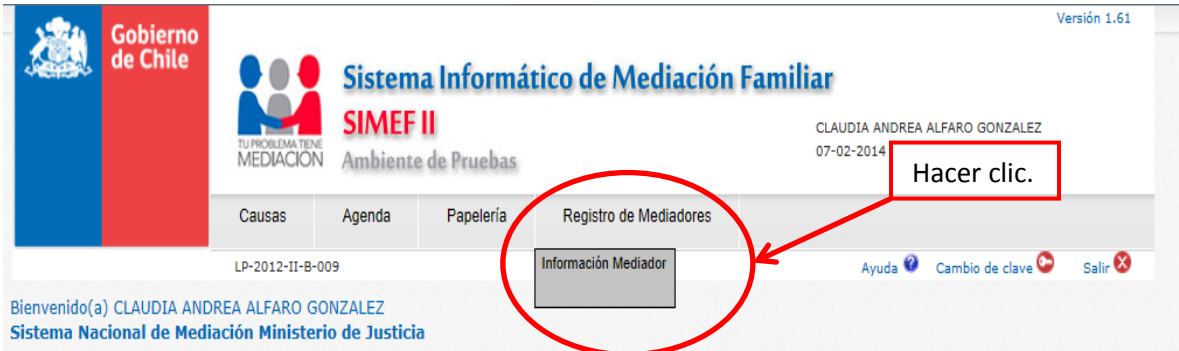 Versión 1.61
Gobierno
de Chile
TU PROBLEMA TIENE
MEDIACIÓN
Sistema Informático de Mediación Familiar
SIMEF II
Ambiente de Pruebas
CLAUDIA ANDREA ALFARO GONZALEZ
07-02-2014
Hacer clic.
Causas Agenda Papelería Registro de Mediadores
LP-2012-II-B-009 Información Mediador Ayuda Cambio de clave Salir
Bienvenido(a) CLAUDIA ANDREA ALFARO GONZALEZ
Sistema Nacional de Mediación Ministerio de Justicia